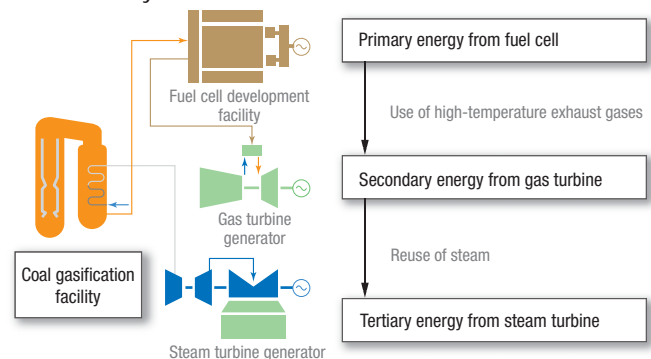 Primary energy from fuel cell
Fuel cell development
facility
Use of high-temperature exhaust gases
Secondary energy from gas turbine
Gas turbine
generator
Reuse of steam
Coal gasification
facility
Tertiary energy from steam turbine
Steam turbine generator